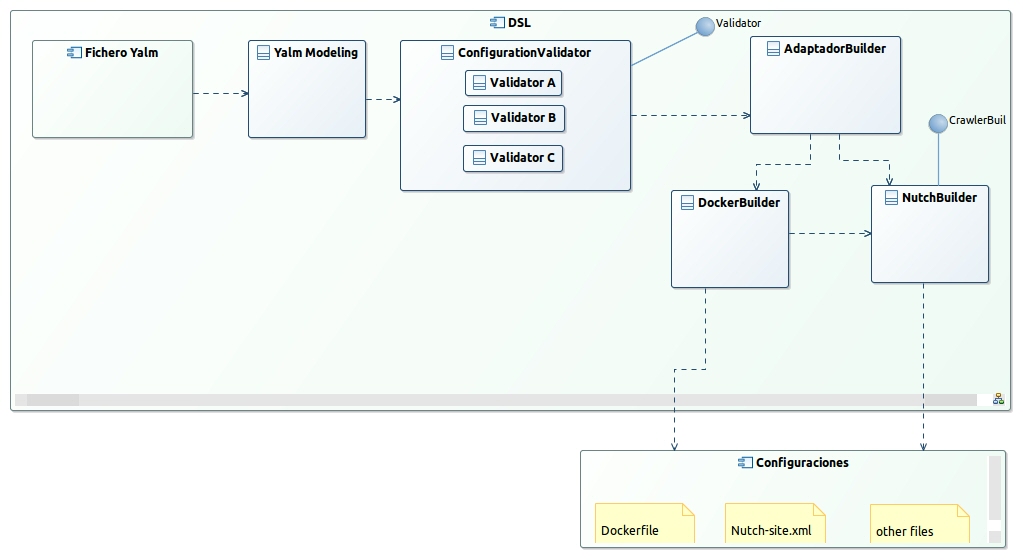 DSL
Validator
Fichero Yalm
Yalm Modeling
ConfigurationValidator
Validator A
Validator B
Validator C
AdaptadorBuilder
CrawlerBuil
DockerBuilder
NutchBuilder
Configuraciones
Dockerfile
Nutch-site.xml
other files